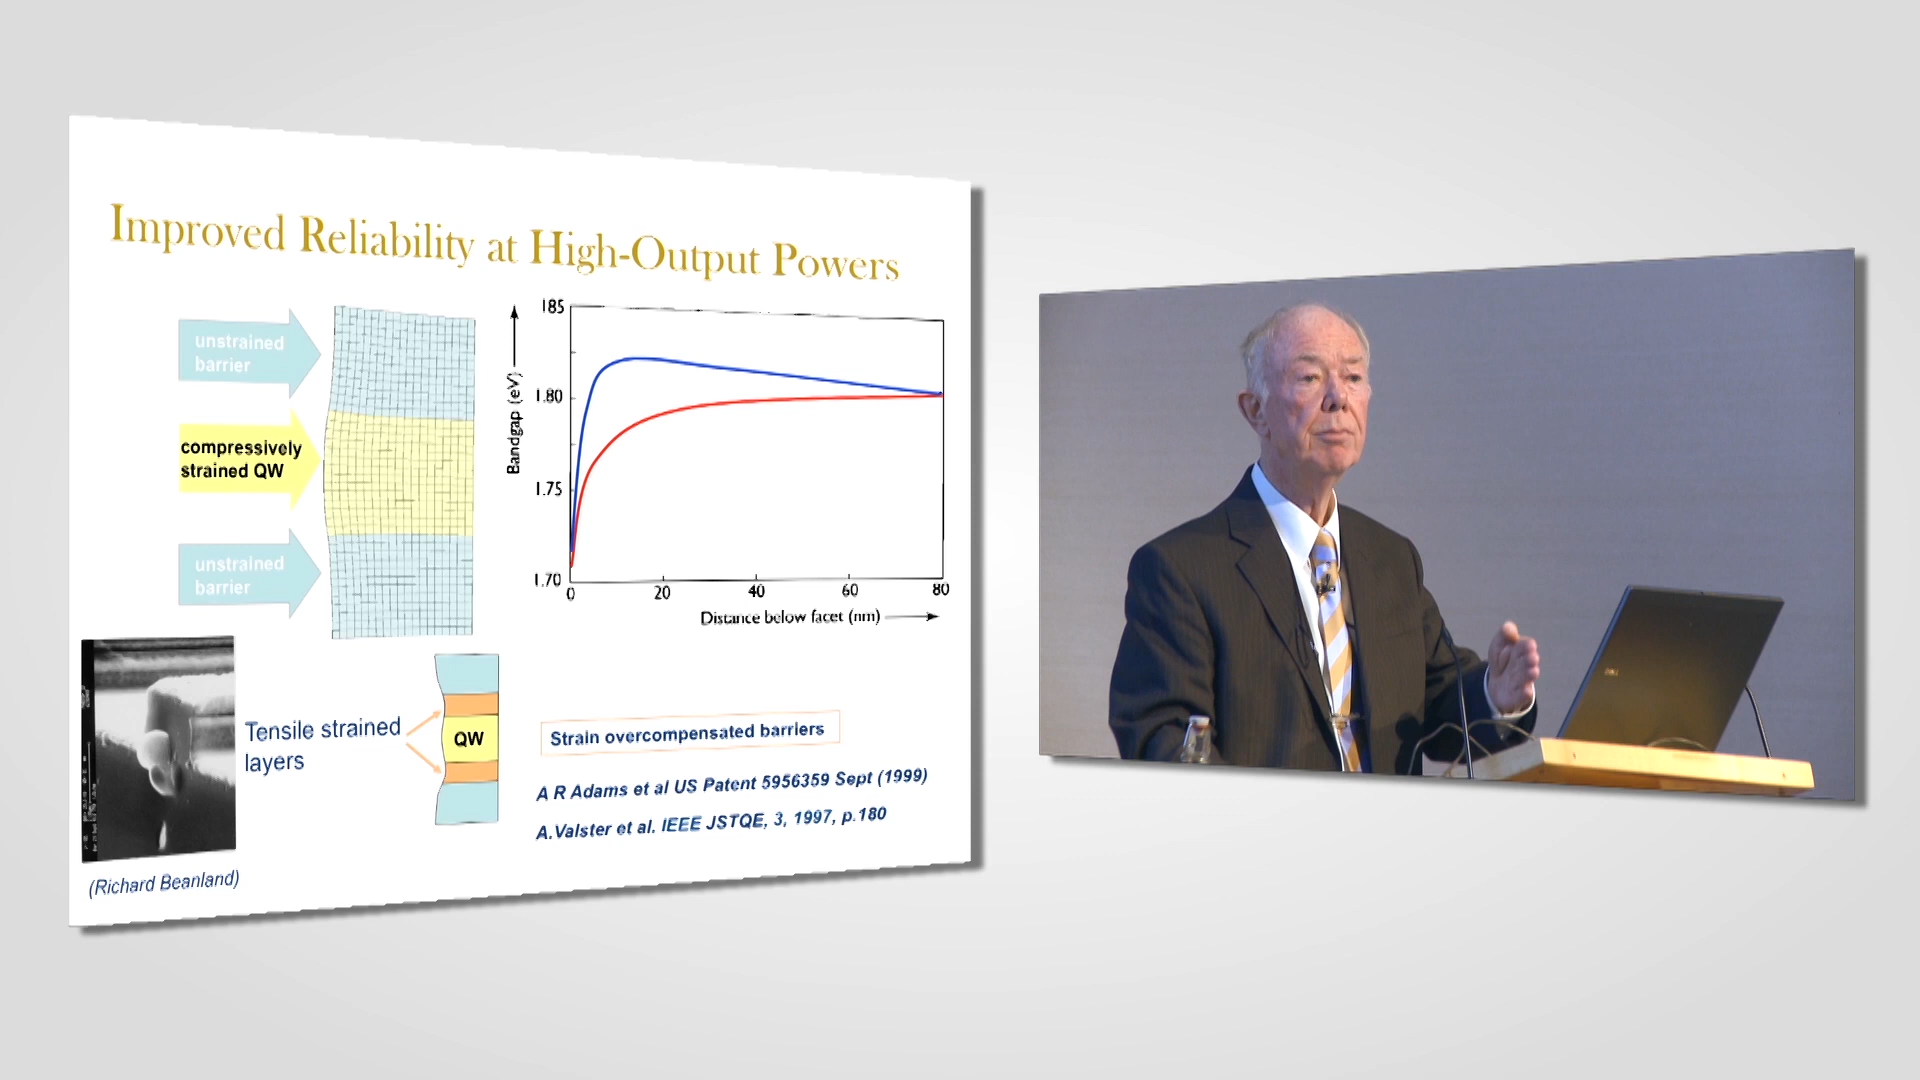 Improved Reliability at High-Output Powers
unstrained
barrier
compressively
strained QW
unstrained
barrier
Bandgap (eV)
1.85
1.80
1.75
1.70
0
20
40
60
80
Distance below facet (nm)
Tensile strained
layers
QW
Strain overcompensated barriers
A R Adams et al US Patent 5956359 Sept (1999)
A.Valster et al. IEEE JSTQE, 3, 1997, p.180
(Richard Beanland)
DELL